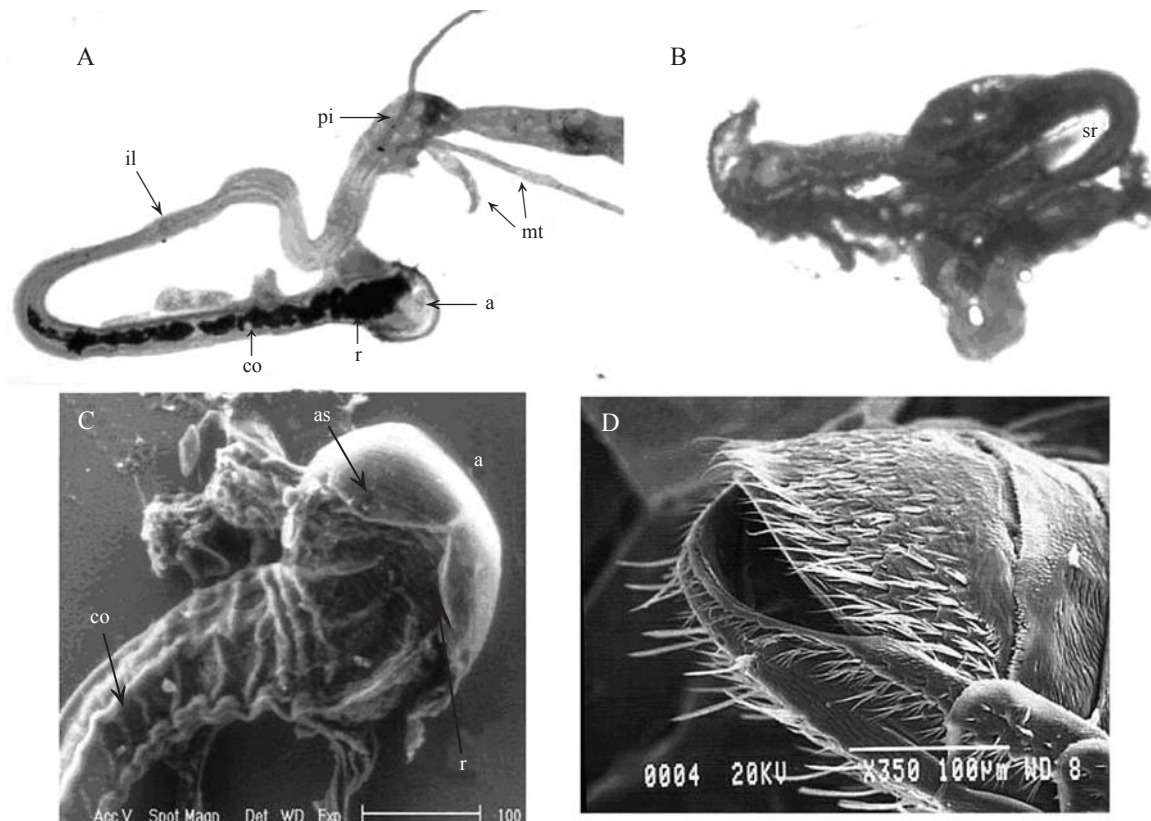 A
pi
il
mt
a
co
r
B
sr
C
as
a
co
r
Acc V Spot Magn Det WD Exp 100
D
0004 20KV X350 100µm WD 8